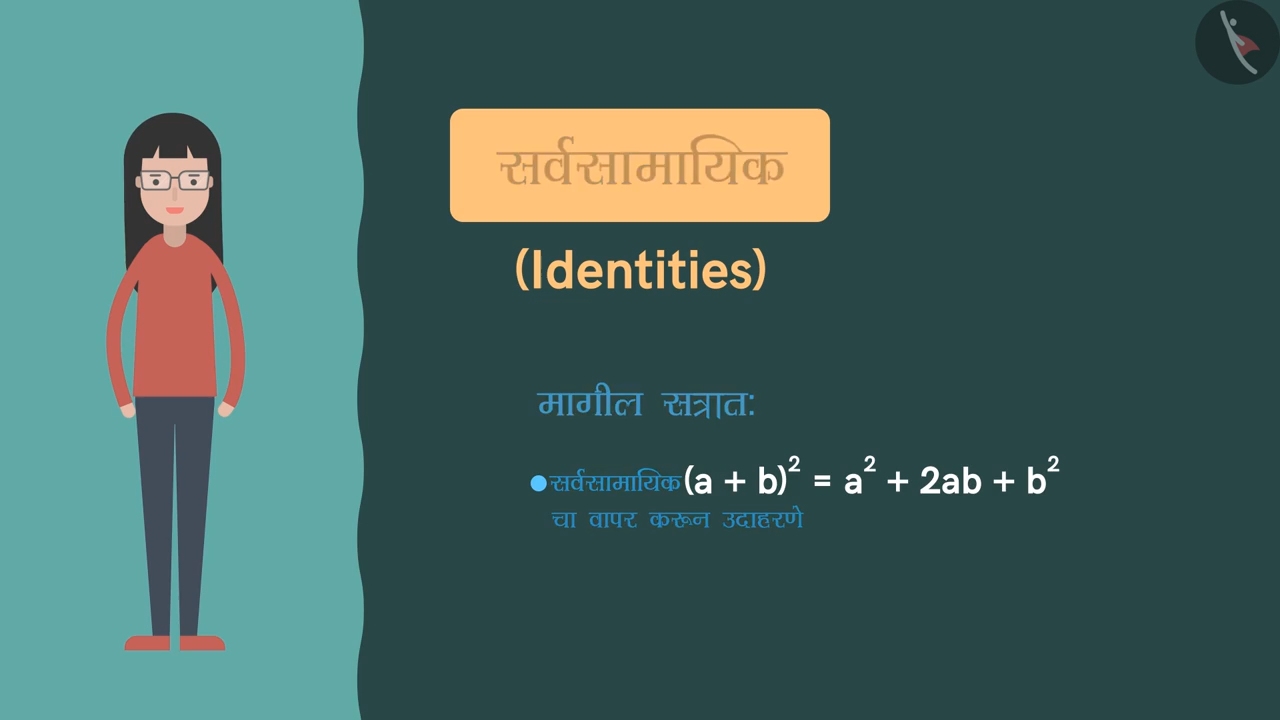 सर्वसामायिक
(Identities)
मागील सत्रात:
सर्वसामायिक (a + b)² = a² + 2ab + b²
चा वापर करून उदाहरणे